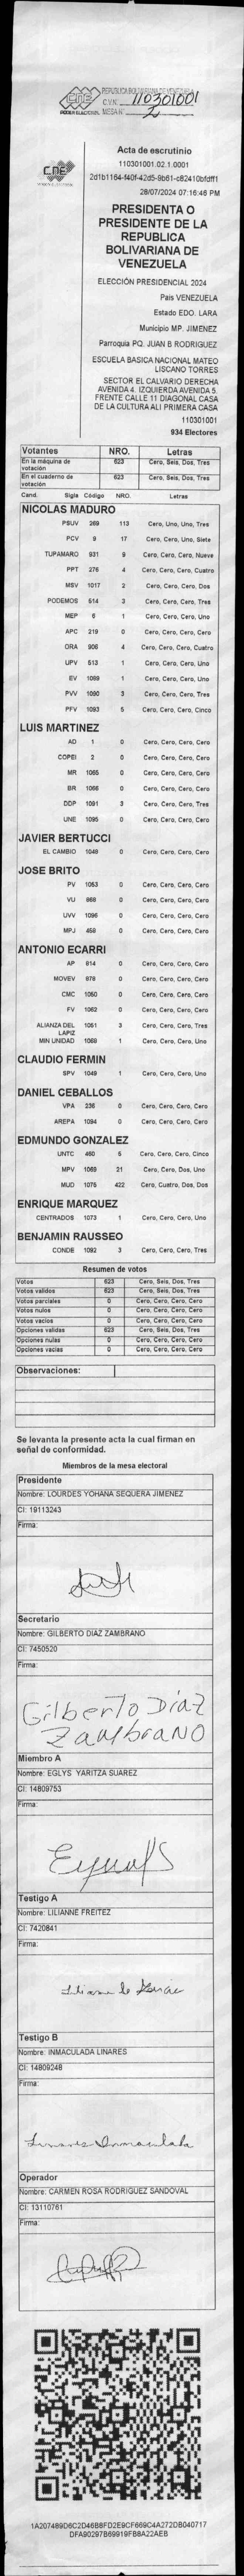 CNE
PODER ELECTORAL
REPUBLICA BOLIVARIANA DE VENEZUELA
C.V.N: 110301001
MESA N° 2
CNE
PODER ELECTORAL
Acta de escrutinio
110301001.02.1.0001
2d1b1164-f40f-42d5-9b61-c82410bfdff1
28/07/2024 07:16:46 PM
PRESIDENTA O
PRESIDENTE DE LA
REPUBLICA
BOLIVARIANA DE
VENEZUELA
ELECCIÓN PRESIDENCIAL 2024
País VENEZUELA
Estado EDO. LARA
Municipio MP. JIMENEZ
Parroquia PQ. JUAN B RODRIGUEZ
ESCUELA BASICA NACIONAL MATEO
LISCANO TORRES
SECTOR EL CALVARIO DERECHA
AVENIDA 4. IZQUIERDA AVENIDA 5.
FRENTE CALLE 11 DIAGONAL CASA
DE LA CULTURA ALI PRIMERA CASA
110301001
934 Electores
Votantes NRO. Letras
En la máquina de votación 623 Cero, Seis, Dos, Tres
En el cuaderno de votación 623 Cero, Seis, Dos, Tres
Cand. Sigla Código NRO. Letras
NICOLAS MADURO
PSUV 269 113 Cero, Uno, Uno, Tres
PCV 9 17 Cero, Cero, Uno, Siete
TUPAMARO 931 9 Cero, Cero, Cero, Nueve
PPT 276 4 Cero, Cero, Cero, Cuatro
MSV 1017 2 Cero, Cero, Cero, Dos
PODEMOS 514 3 Cero, Cero, Cero, Tres
MEP 6 1 Cero, Cero, Cero, Uno
APC 219 0 Cero, Cero, Cero, Cero
ORA 906 4 Cero, Cero, Cero, Cuatro
UPV 513 1 Cero, Cero, Cero, Uno
EV 1089 1 Cero, Cero, Cero, Uno
PVV 1090 3 Cero, Cero, Cero, Tres
PFV 1093 5 Cero, Cero, Cero, Cinco
LUIS MARTINEZ
AD 1 0 Cero, Cero, Cero, Cero
COPEI 2 0 Cero, Cero, Cero, Cero
MR 1065 0 Cero, Cero, Cero, Cero
BR 1066 0 Cero, Cero, Cero, Cero
DDP 1091 3 Cero, Cero, Cero, Tres
UNE 1095 0 Cero, Cero, Cero, Cero
JAVIER BERTUCCI
EL CAMBIO 1048 0 Cero, Cero, Cero, Cero
JOSE BRITO
PV 1053 0 Cero, Cero, Cero, Cero
VU 868 0 Cero, Cero, Cero, Cero
UVV 1096 0 Cero, Cero, Cero, Cero
MPJ 458 0 Cero, Cero, Cero, Cero
ANTONIO ECARRI
AP 814 0 Cero, Cero, Cero, Cero
MOVEV 878 0 Cero, Cero, Cero, Cero
CMC 1050 0 Cero, Cero, Cero, Cero
FV 1062 0 Cero, Cero, Cero, Cero
ALIANZA DEL LAPIZ 1061 3 Cero, Cero, Cero, Tres
MIN UNIDAD 1068 1 Cero, Cero, Cero, Uno
CLAUDIO FERMIN
SPV 1049 1 Cero, Cero, Cero, Uno
DANIEL CEBALLOS
VPA 236 0 Cero, Cero, Cero, Cero
AREPA 1094 0 Cero, Cero, Cero, Cero
EDMUNDO GONZALEZ
UNTC 460 5 Cero, Cero, Cero, Cinco
MPV 1069 21 Cero, Cero, Dos, Uno
MUD 1075 422 Cero, Cuatro, Dos, Dos
ENRIQUE MARQUEZ
CENTRADOS 1073 1 Cero, Cero, Cero, Uno
BENJAMIN RAUSSEO
CONDE 1092 3 Cero, Cero, Cero, Tres
Resumen de votos
Votos 623 Cero, Seis, Dos, Tres
Votos validos 623 Cero, Seis, Dos, Tres
Votos parciales 0 Cero, Cero, Cero, Cero
Votos nulos 0 Cero, Cero, Cero, Cero
Votos vacios 0 Cero, Cero, Cero, Cero
Opciones validas 623 Cero, Seis, Dos, Tres
Opciones nulas 0 Cero, Cero, Cero, Cero
Opciones vacias 0 Cero, Cero, Cero, Cero
Observaciones:
Se levanta la presente acta la cual firman en
señal de conformidad.
Miembros de la mesa electoral
Presidente
Nombre: LOURDES YOHANA SEQUERA JIMENEZ
CI: 19113243
Firma:
Secretario
Nombre: GILBERTO DIAZ ZAMBRANO
CI: 7450520
Firma:
Gilberto Díaz
Zambrano
Miembro A
Nombre: EGLYS YARITZA SUAREZ
CI: 14809753
Firma:
Testigo A
Nombre: LILIANNE FREITEZ
CI: 7420841
Firma:
Testigo B
Nombre: INMACULADA LINARES
CI: 14809248
Firma:
Linares Inmaculada
Operador
Nombre: CARMEN ROSA RODRIGUEZ SANDOVAL
CI: 13110761
Firma:
1A207489D6C2D46B8FD2E9CF669C4A272DB040717
DFA90297B69919FB8A22AEB